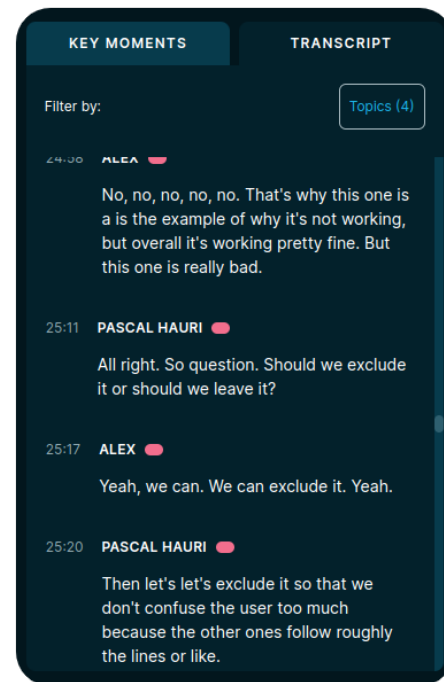 KEY MOMENTS
TRANSCRIPT
Filter by:
Topics (4)
24:58 ALEX
No, no, no, no, no. That's why this one is
a is the example of why it's not working,
but overall it's working pretty fine. But
this one is really bad.
25:11 PASCAL HAURI
All right. So question. Should we exclude
it or should we leave it?
25:17 ALEX
Yeah, we can. We can exclude it. Yeah.
25:20 PASCAL HAURI
Then let's let's exclude it so that we
don't confuse the user too much
because the other ones follow roughly
the lines or like.